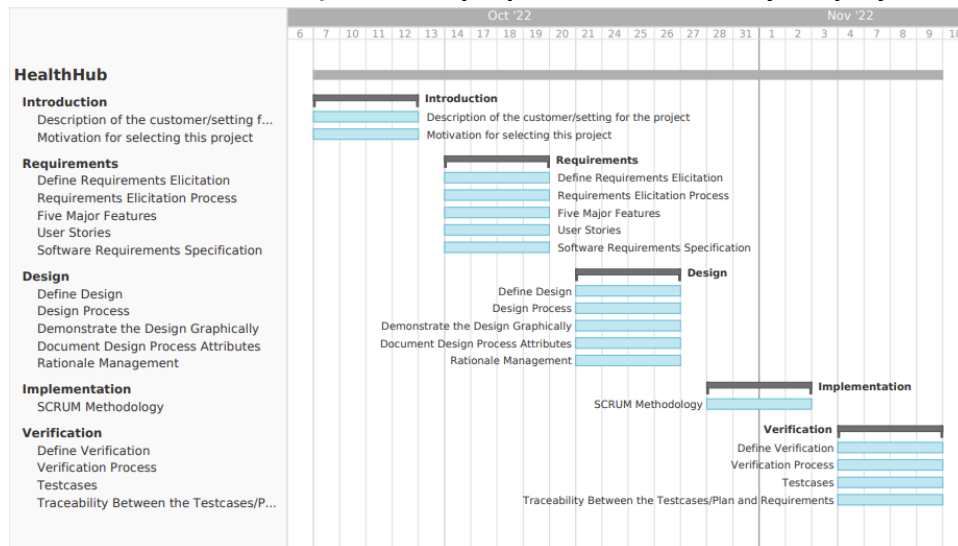 Oct '22 Nov '22
6 7 10 11 12 13 14 17 18 19 20 21 24 25 26 27 28 31 1 2 3 4 7 8 9 10
HealthHub
Introduction Introduction
Description of the customer/setting f... Description of the customer/setting for the project
Motivation for selecting this project Motivation for selecting this project
Requirements Requirements
Define Requirements Elicitation Define Requirements Elicitation
Requirements Elicitation Process Requirements Elicitation Process
Five Major Features Five Major Features
User Stories User Stories
Software Requirements Specification Software Requirements Specification
Design Design
Define Design Define Design
Design Process Design Process
Demonstrate the Design Graphically Demonstrate the Design Graphically
Document Design Process Attributes Document Design Process Attributes
Rationale Management Rationale Management
Implementation Implementation
SCRUM Methodology SCRUM Methodology
Verification Verification
Define Verification Define Verification
Verification Process Verification Process
Testcases Testcases
Traceability Between the Testcases/P... Traceability Between the Testcases/Plan and Requirements